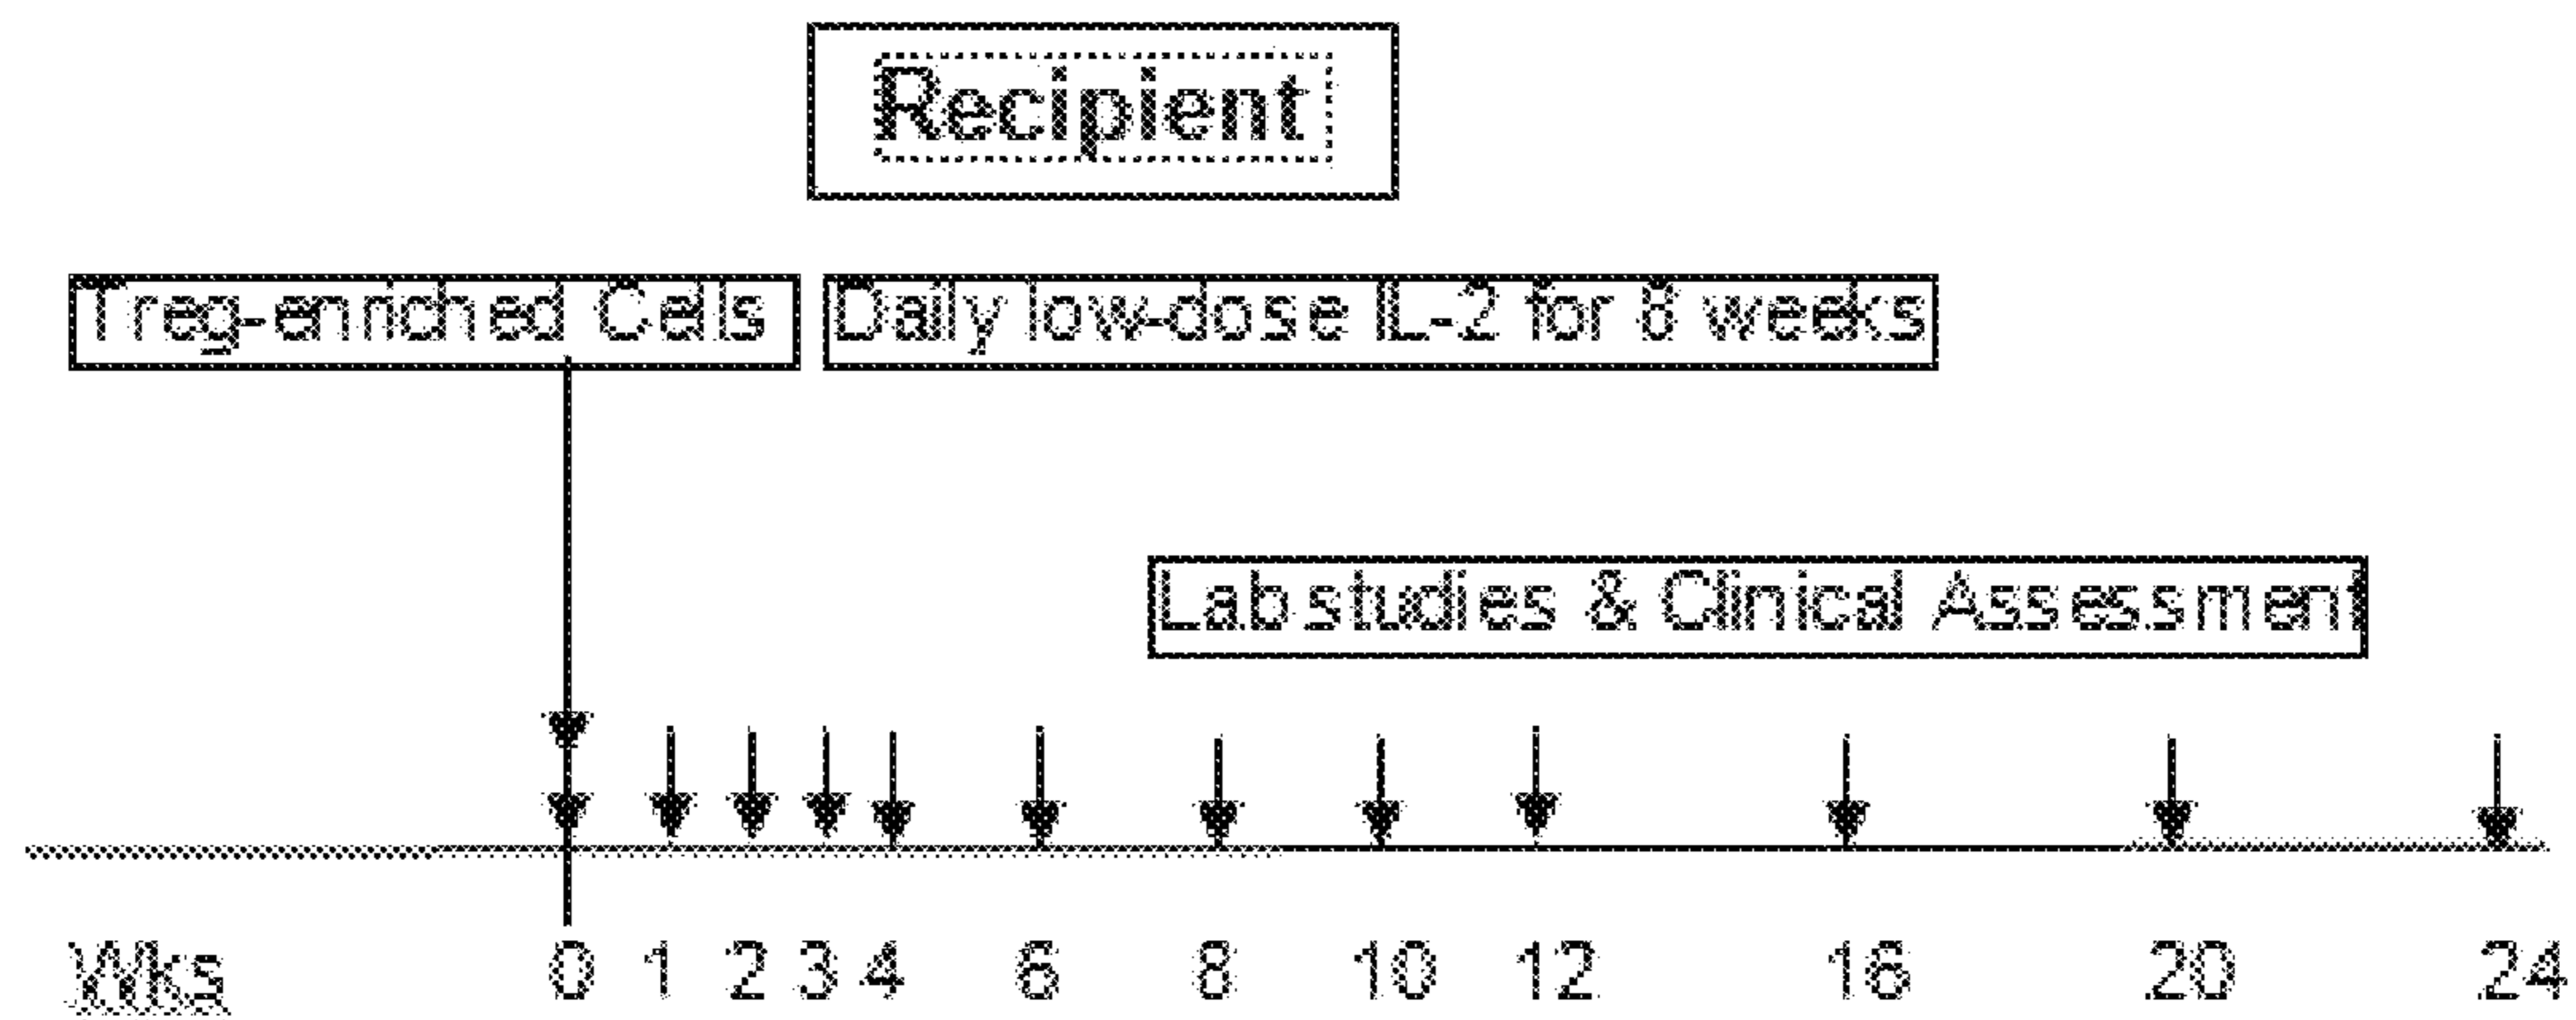 Recipient
Treg-enriched Cells
Daily low-dose IL-2 for 8 weeks
Lab studies & Clinical Assessment
Wks 0 1 2 3 4 6 8 10 12 16 20 24